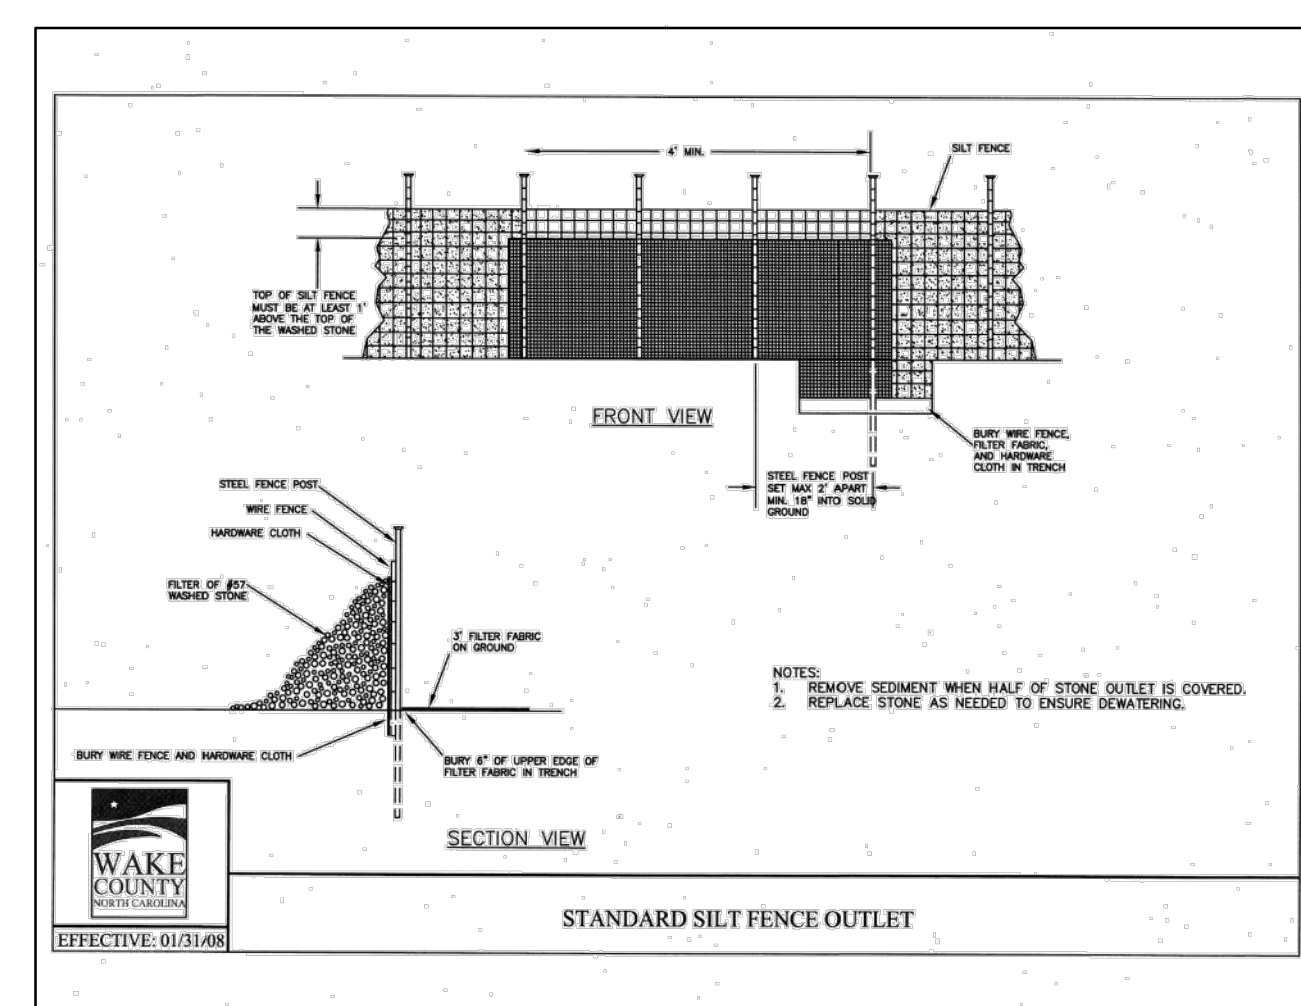 4' MIN.
SILT FENCE
TOP OF SILT FENCE
MUST BE AT LEAST 1'
ABOVE THE TOP OF
THE WASHED STONE
FRONT VIEW
BURY WIRE FENCE,
FILTER FABRIC,
AND HARDWARE
CLOTH IN TRENCH
STEEL FENCE POST
SET MAX 2' APART
MIN. 18" INTO SOLID
GROUND
STEEL FENCE POST
WIRE FENCE
HARDWARE CLOTH
FILTER OF #57
WASHED STONE
3' FILTER FABRIC
ON GROUND
NOTES:
1. REMOVE SEDIMENT WHEN HALF OF STONE OUTLET IS COVERED.
2. REPLACE STONE AS NEEDED TO ENSURE DEWATERING.
BURY WIRE FENCE AND HARDWARE CLOTH
BURY 6" OF UPPER EDGE OF
FILTER FABRIC IN TRENCH
SECTION VIEW
WAKE
COUNTY
NORTH CAROLINA
EFFECTIVE: 01/31/08
STANDARD SILT FENCE OUTLET